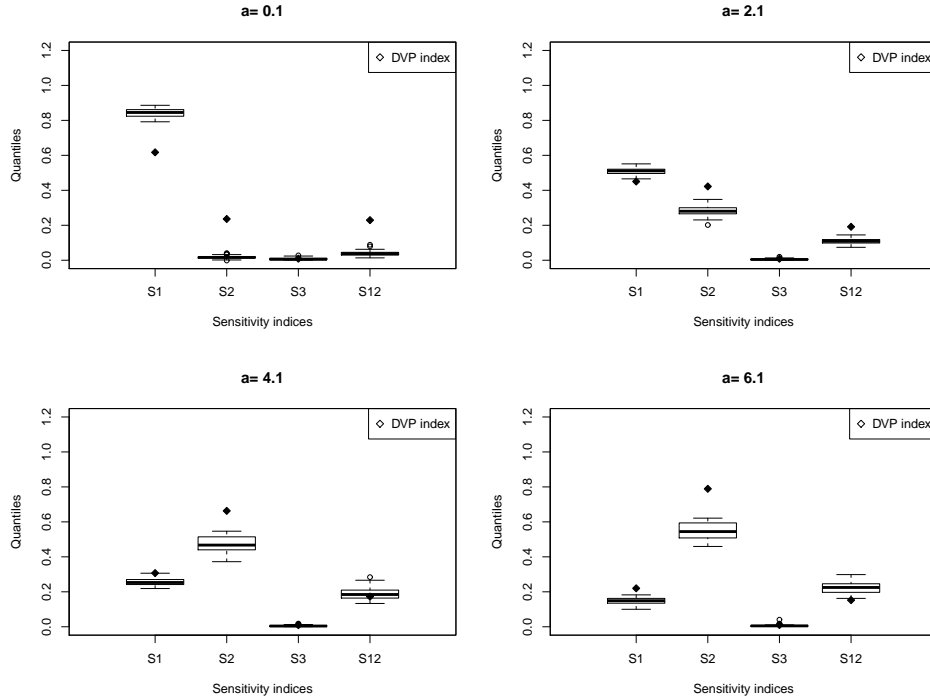 a= 0.1
1.2
1.0
0.8
0.6
0.4
0.2
0.0
Quantiles
DVP index
S1 S2 S3 S12
Sensitivity indices
a= 2.1
1.2
1.0
0.8
0.6
0.4
0.2
0.0
Quantiles
DVP index
S1 S2 S3 S12
Sensitivity indices
a= 4.1
1.2
1.0
0.8
0.6
0.4
0.2
0.0
Quantiles
DVP index
S1 S2 S3 S12
Sensitivity indices
a= 6.1
1.2
1.0
0.8
0.6
0.4
0.2
0.0
Quantiles
DVP index
S1 S2 S3 S12
Sensitivity indices